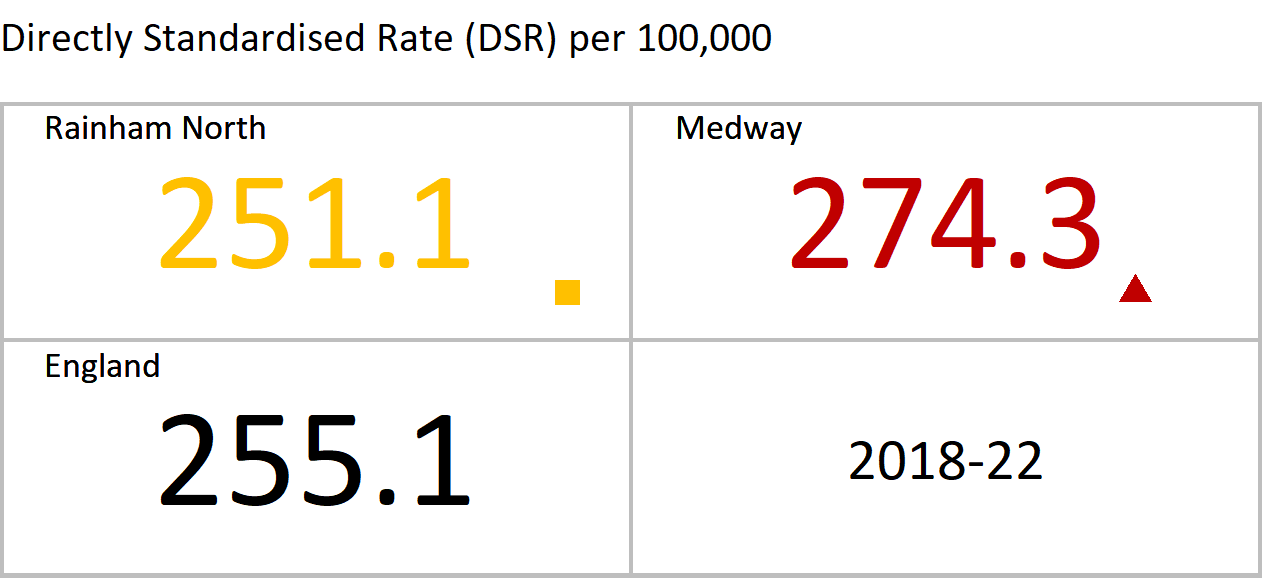 Directly Standardised Rate (DSR) per 100,000
Rainham North
251.1
Medway
274.3
England
255.1
2018-22